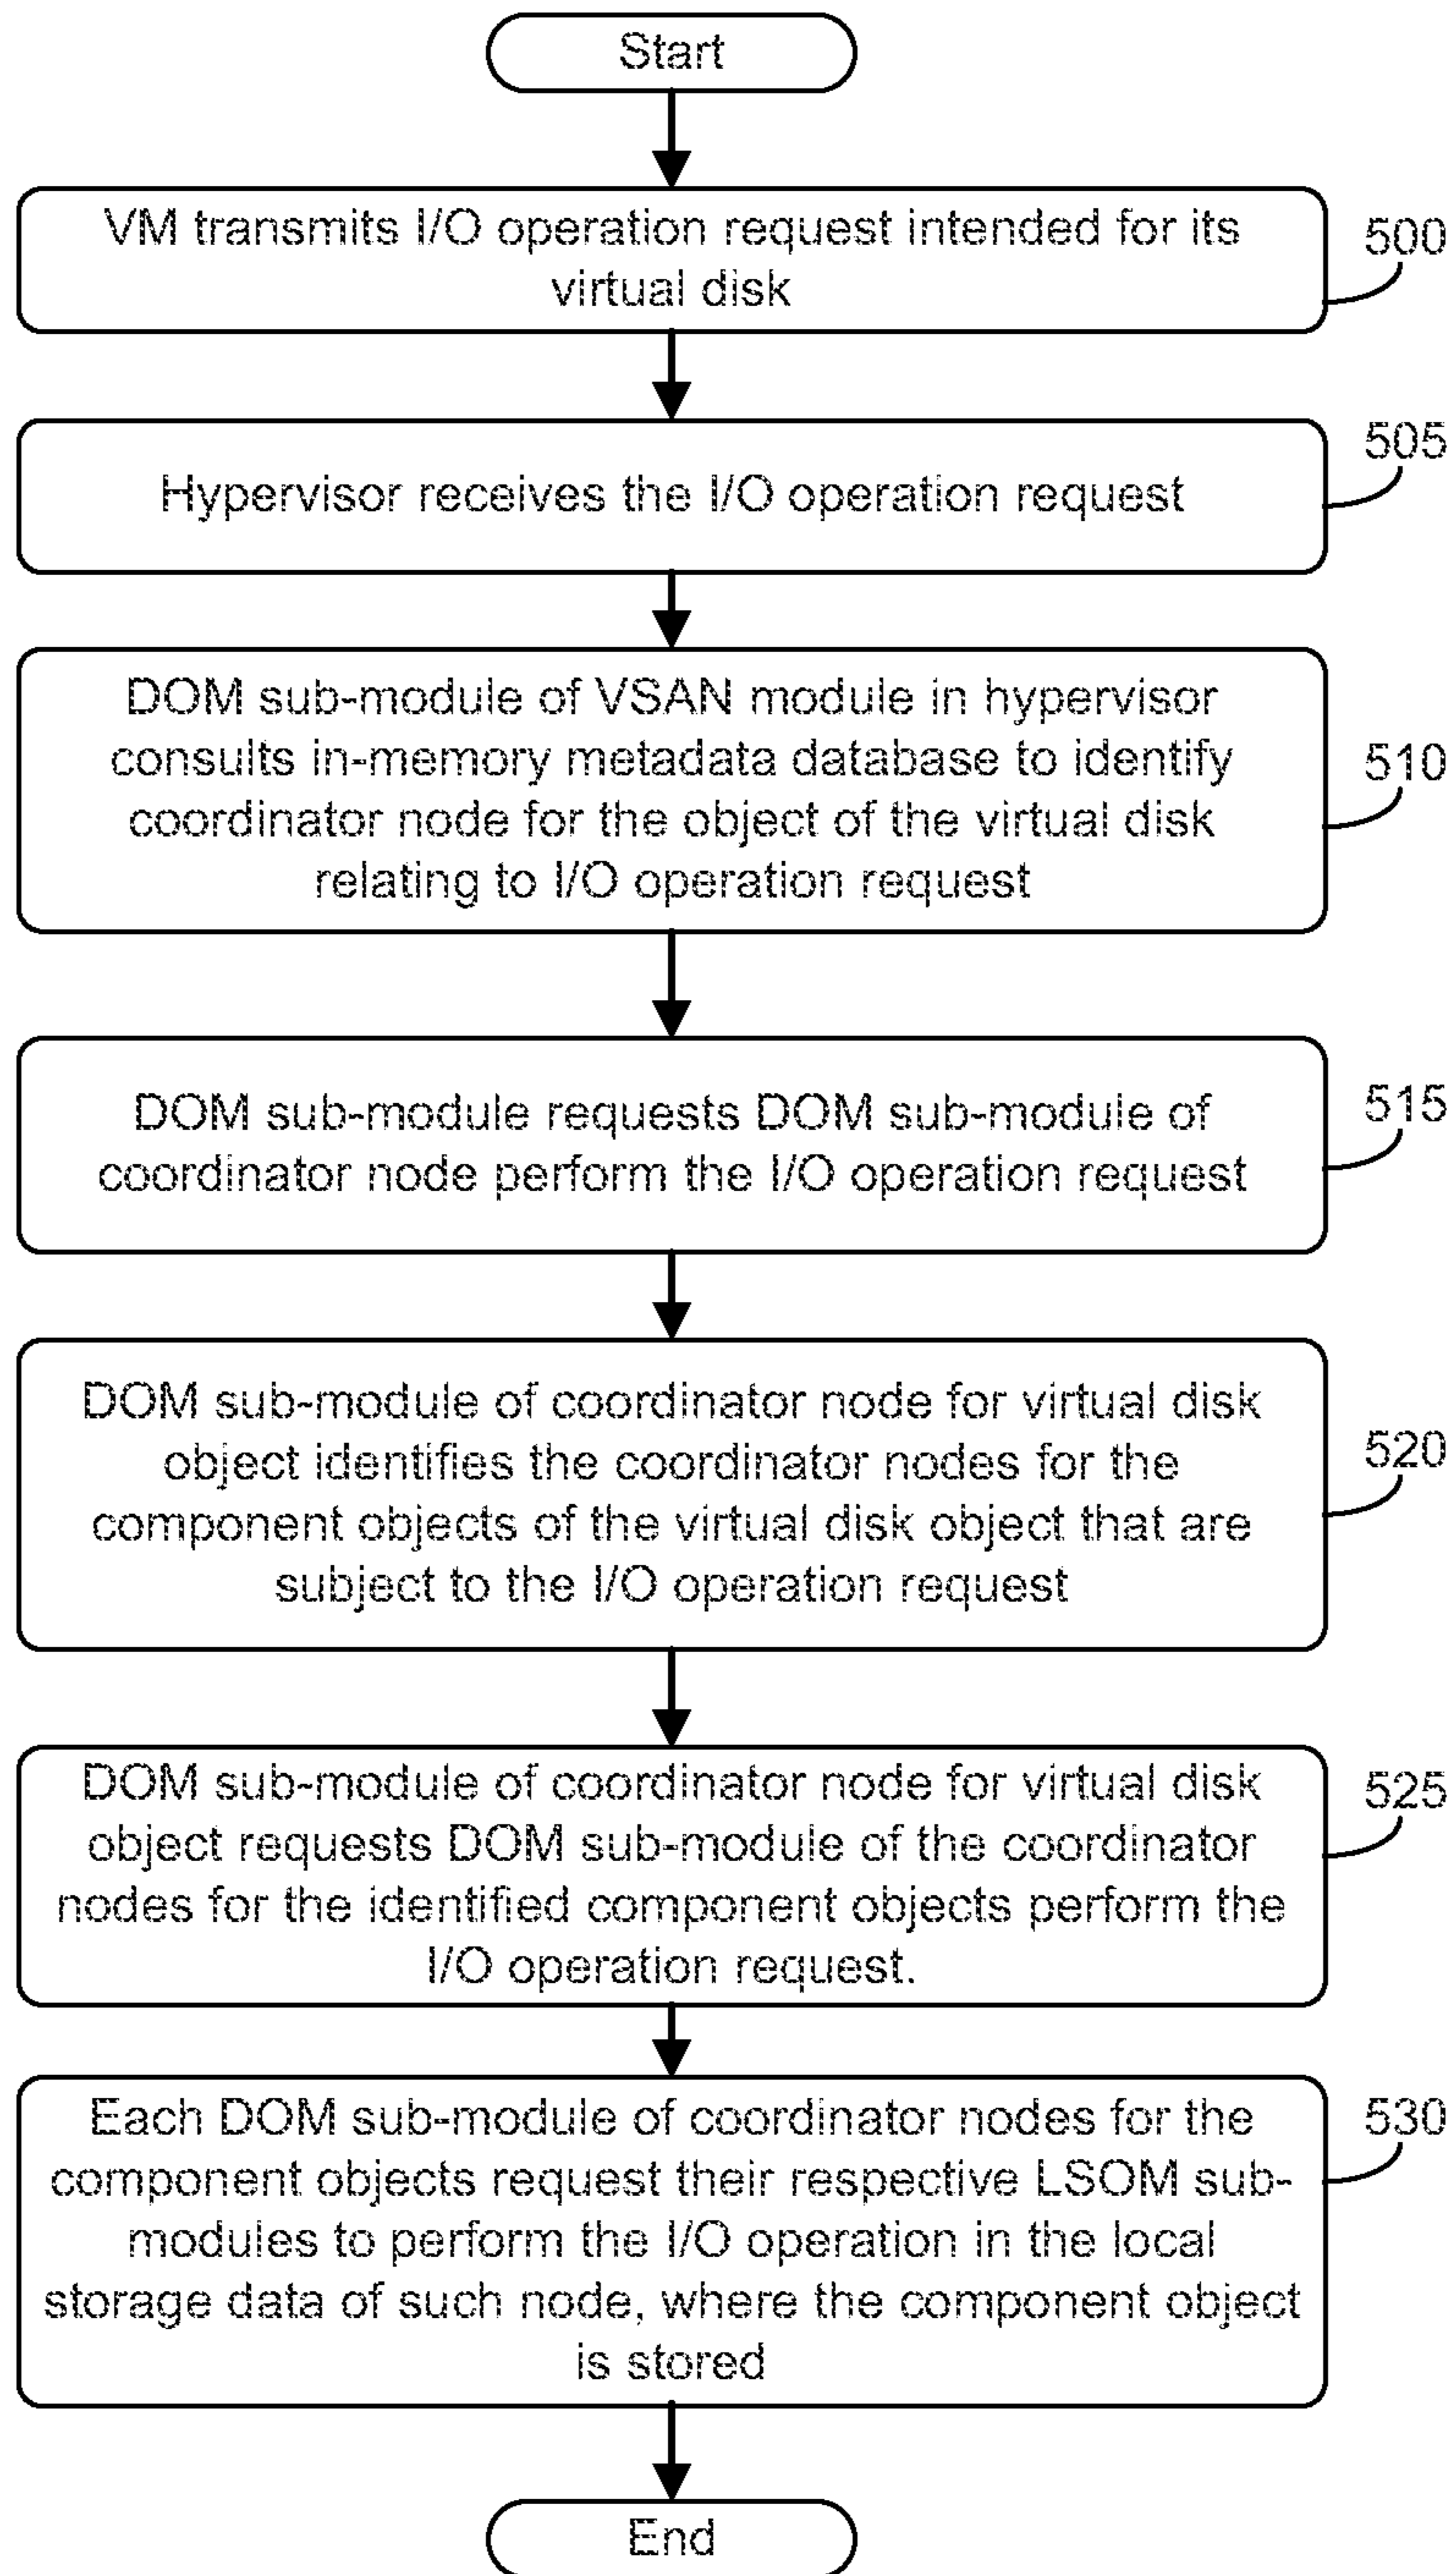 Start
VM transmits I/O operation request intended for its
virtual disk
500
Hypervisor receives the I/O operation request
505
DOM sub-module of VSAN module in hypervisor
consults in-memory metadata database to identify
coordinator node for the object of the virtual disk
relating to I/O operation request
510
DOM sub-module requests DOM sub-module of
coordinator node perform the I/O operation request
515
DOM sub-module of coordinator node for virtual disk
object identifies the coordinator nodes for the
component objects of the virtual disk object that are
subject to the I/O operation request
520
DOM sub-module of coordinator node for virtual disk
object requests DOM sub-module of the coordinator
nodes for the identified component objects perform the
I/O operation request.
525
Each DOM sub-module of coordinator nodes for the
component objects request their respective LSOM sub-
modules to perform the I/O operation in the local
storage data of such node, where the component object
is stored
530
End